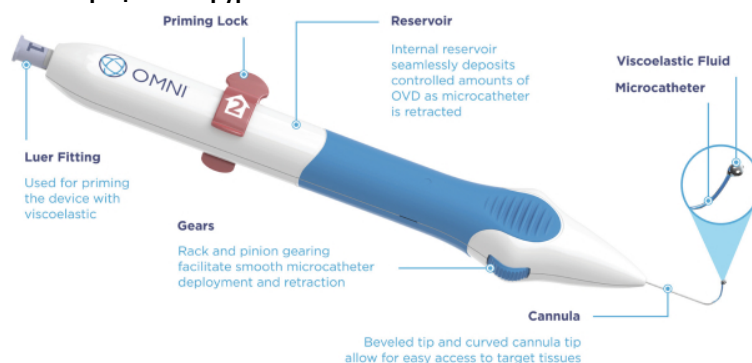 Priming Lock
Reservoir
Internal reservoir
seamlessly deposits
controlled amounts of
OVD as microcatheter
is retracted
Viscoelastic Fluid
Microcatheter
OMNI
2
1
Luer Fitting
Used for priming
the device with
viscoelastic
Gears
Rack and pinion gearing
facilitate smooth microcatheter
deployment and retraction
Cannula
Beveled tip and curved cannula tip
allow for easy access to target tissues